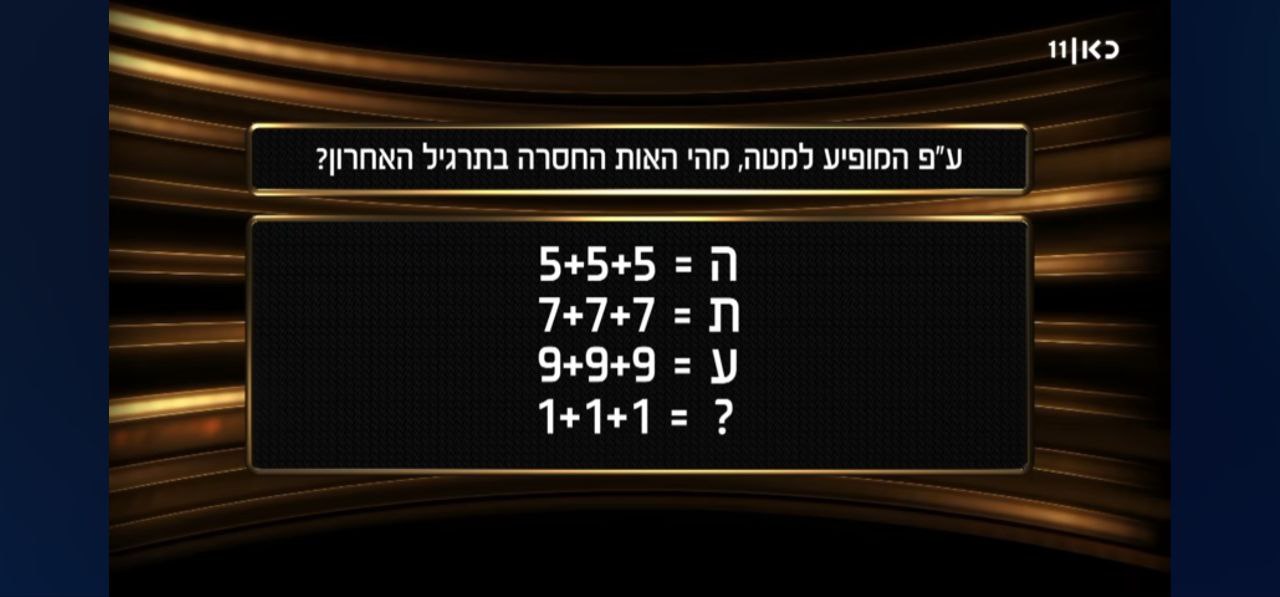 כאן|11
ע"פ המופיע למטה, מהי האות החסרה בתרגיל האחרון?
5+5+5 = ה
7+7+7 = ת
9+9+9 = ע
1+1+1 = ?